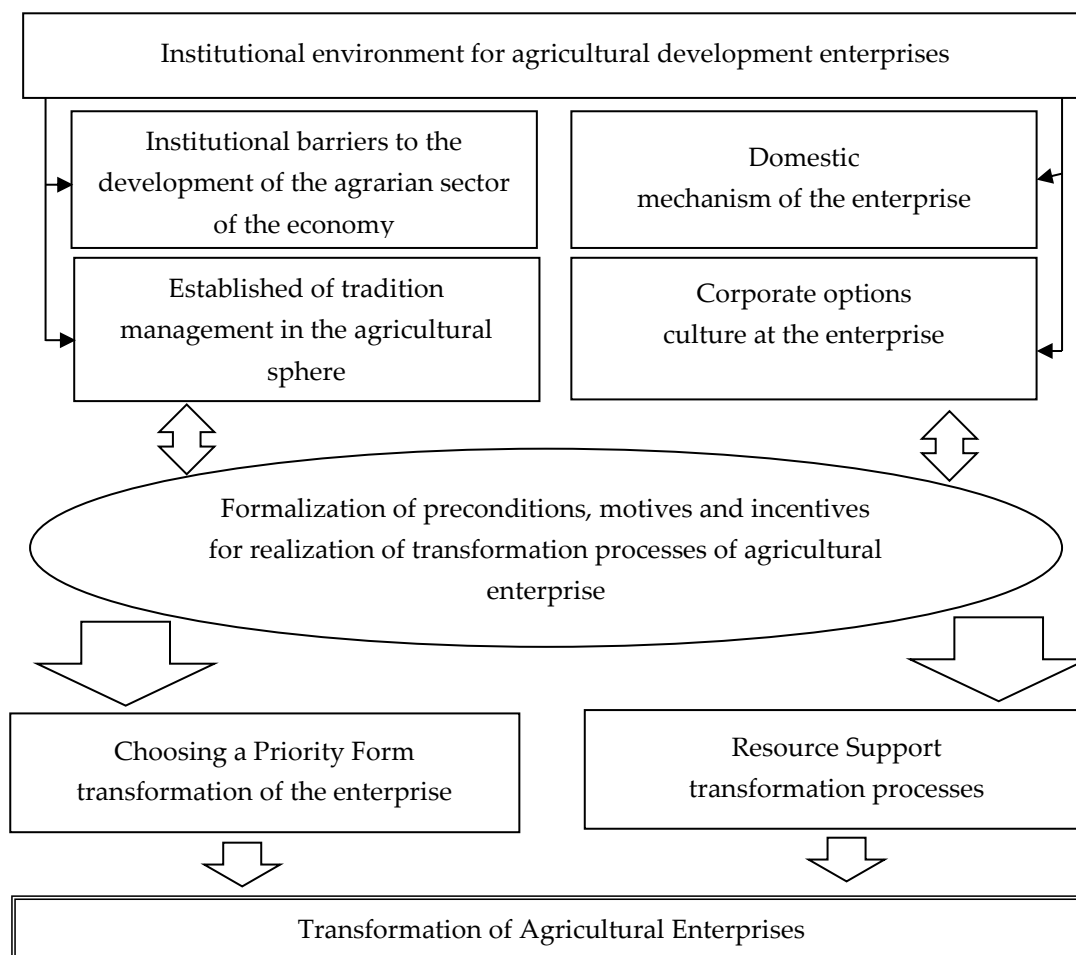 Institutional environment for agricultural development enterprises
Institutional barriers to the
development of the agrarian sector
of the economy
Domestic
mechanism of the enterprise
Established of tradition
management in the agricultural
sphere
Corporate options
culture at the enterprise
Formalization of preconditions, motives and incentives
for realization of transformation processes of agricultural
enterprise
Choosing a Priority Form
transformation of the enterprise
Resource Support
transformation processes
Transformation of Agricultural Enterprises